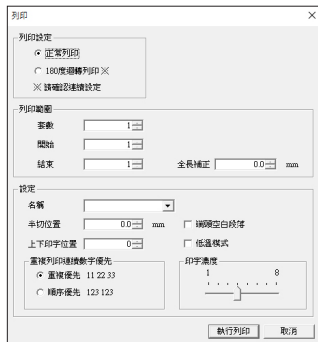 列印
列印設定
正常列印
180度迴轉列印※
※請確認連續設定
列印範圍
套數 1
開始 1
結束 1 全長補正 0.0 mm
設定
名稱
半切位置 0.0 mm 端頭空白段落
上下印字位置 0 低溫模式
重複列印連續數字優先 印字濃度
重複優先 11 22 33 1 8
順序優先 123 123
執行列印 取消